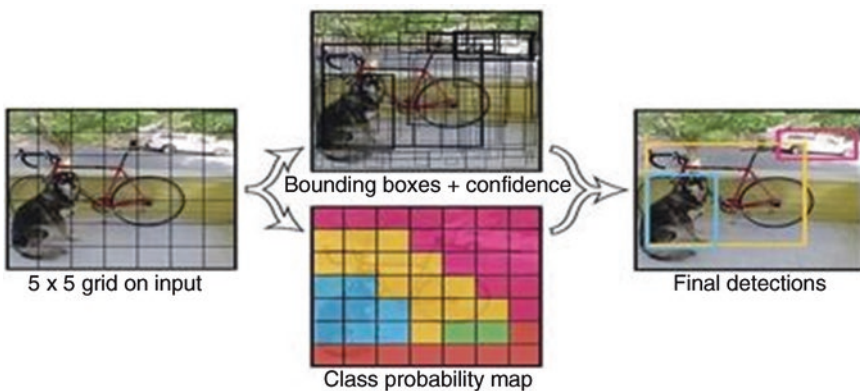 Bounding boxes + confidence
5 x 5 grid on input
Final detections
Class probability map